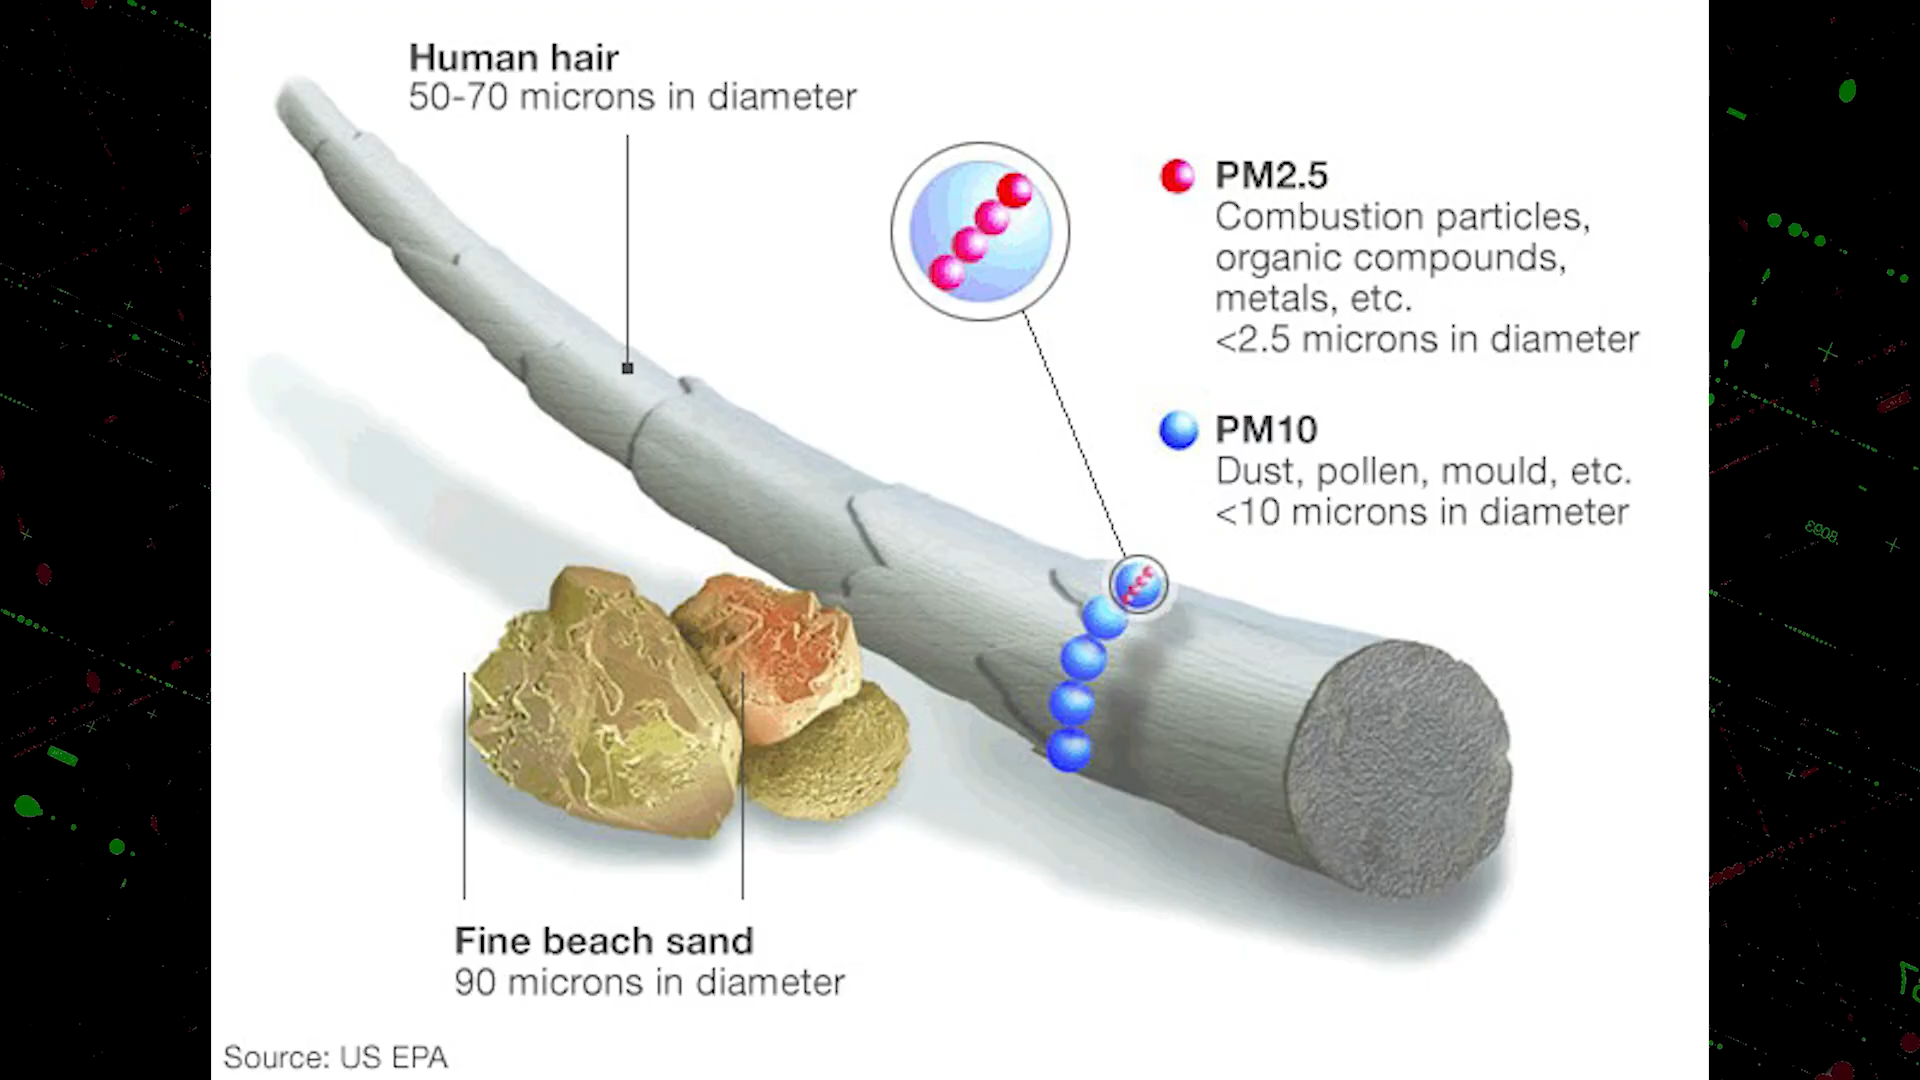 Human hair
50-70 microns in diameter
PM2.5
Combustion particles,
organic compounds,
metals, etc.
<2.5 microns in diameter
PM10
Dust, pollen, mould, etc.
<10 microns in diameter
Fine beach sand
90 microns in diameter
Source: US EPA